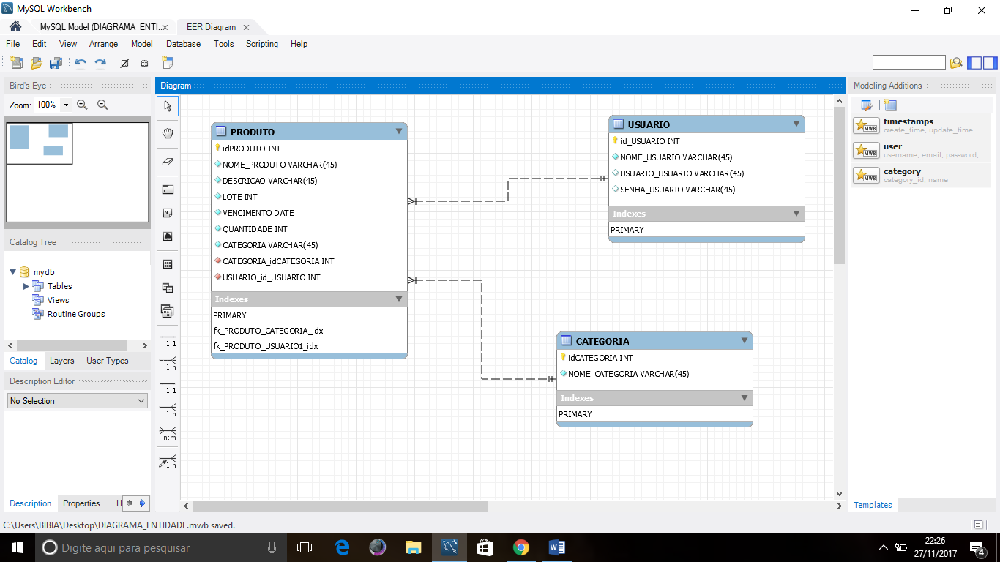 MySQL Workbench
MySQL Model (DIAGRAMA_ENTI.. ×
EER Diagram ×
File Edit View Arrange Model Database Tools Scripting Help
Bird's Eye
Zoom: 100%
Catalog Tree
mydb
Tables
Views
Routine Groups
Catalog Layers User Types
Description Editor
No Selection
Description Properties H
Diagram
1:1
1:n
1:1
1:n
n:m
1:n
PRODUTO
idPRODUTO INT
NOME_PRODUTO VARCHAR(45)
DESCRICAO VARCHAR(45)
LOTE INT
VENCIMENTO DATE
QUANTIDADE INT
CATEGORIA VARCHAR(45)
CATEGORIA_idCATEGORIA INT
USUARIO_id_USUARIO INT
Indexes
PRIMARY
fk_PRODUTO_CATEGORIA_idx
fk_PRODUTO_USUARIO1_idx
USUARIO
id_USUARIO INT
NOME_USUARIO VARCHAR(45)
USUARIO_USUARIO VARCHAR(45)
SENHA_USUARIO VARCHAR(45)
Indexes
PRIMARY
CATEGORIA
idCATEGORIA INT
NOME_CATEGORIA VARCHAR(45)
Indexes
PRIMARY
Modeling Additions
MWB
timestamps
create_time, update_time
MWB
user
username, email, password, ...
MWB
category
category_id, name
Templates
C:\Users\BIBIA\Desktop\DIAGRAMA_ENTIDADE.mwb saved.
Digite aqui para pesquisar
22:26
27/11/2017
4